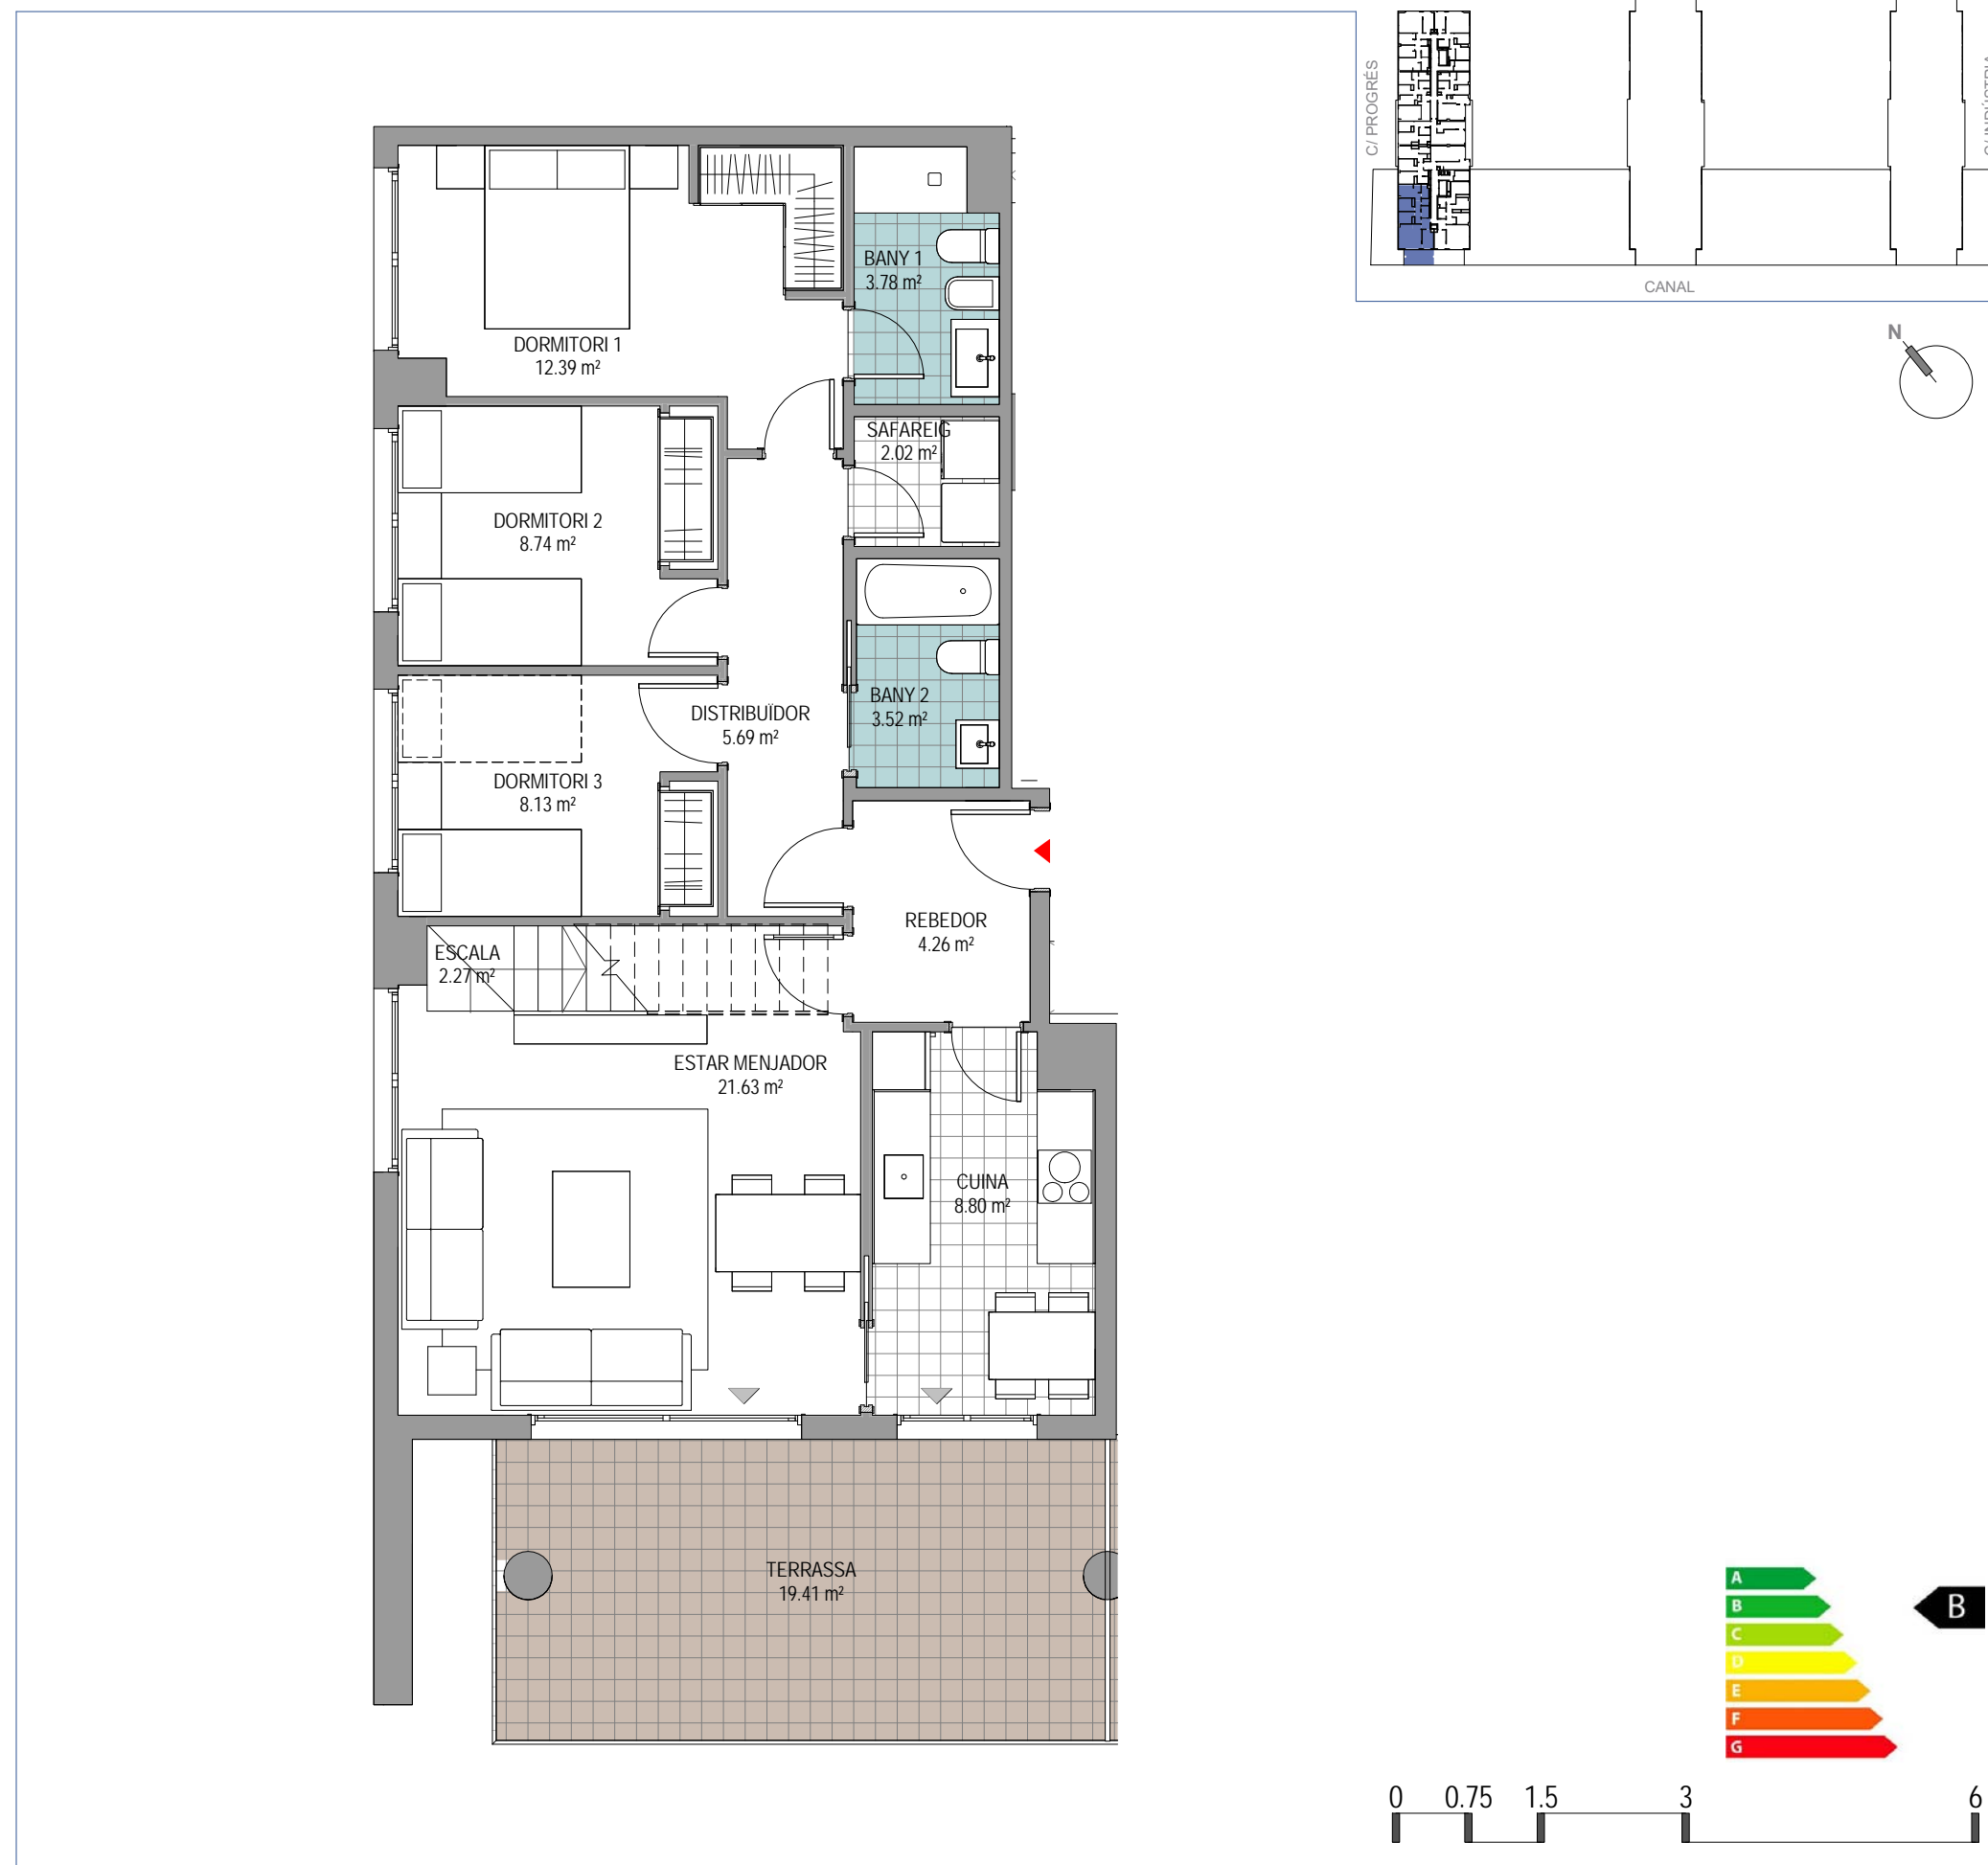 C/ PROGRÉS
CANAL
N
BANY 1
3.78 m²
DORMITORI 1
12.39 m²
SAFAREIG
2.02 m²
DORMITORI 2
8.74 m²
BANY 2
3.52 m²
DISTRIBUÏDOR
5.69 m²
DORMITORI 3
8.13 m²
REBEDOR
4.26 m²
ESCALA
2.27 m²
ESTAR MENJADOR
21.63 m²
CUINA
8.80 m²
TERRASSA
19.41 m²
A
B
C
D
E
F
G
B
0 0.75 1.5 3 6